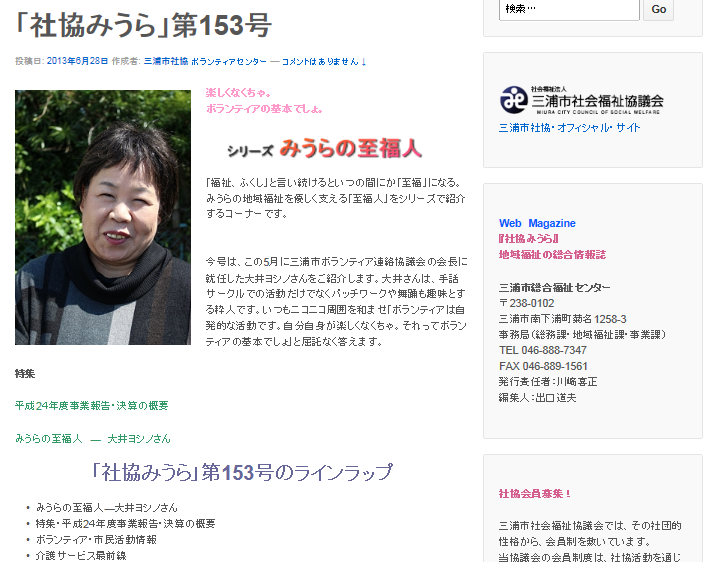 「社協みうら」第153号
投稿日: 2013年6月28日 作成者: 三浦市社協 ボランティアセンター — コメントはありません ↓
楽しくなくちゃ。
ボランティアの基本でしょ。
シリーズ みうらの至福人
「福祉、ふくし」と言い続けるといつの間にか「至福」になる。
みうらの地域福祉を優しく支える「至福人」をシリーズで紹介
するコーナーです。
今号は、この5月に三浦市ボランティア連絡協議会の会長に
就任した大井ヨシノさんをご紹介します。大井さんは、手話
サークルでの活動だけでなくパッチワークや舞踊も趣味とす
る粋人です。いつもニコニコ周囲を和ませ「ボランティアは自
発的な活動です。自分自身が楽しくなくちゃ。それってボラン
ティアの基本でしょ」と屈託なく答えます。
特集
平成24年度事業報告・決算の概要
みうらの至福人 — 大井ヨシノさん
「社協みうら」第153号のラインラップ
• みうらの至福人—大井ヨシノさん
• 特集・平成24年度事業報告・決算の概要
• ボランティア・市民活動情報
• 介護サービス最前線
検索… Go
社会福祉法人
三浦市社会福祉協議会
MIURA CITY COUNCIL OF SOCIAL WELFARE
三浦市社協・オフィシャル・サイト
Web Magazine
『社協みうら』
地域福祉の総合情報誌
三浦市総合福祉センター
〒238-0102
三浦市南下浦町菊名1258-3
事務局（総務課・地域福祉課・事業課）
TEL 046-888-7347
FAX 046-889-1561
発行責任者：川崎喜正
編集人：出口道夫
社協会員募集！
三浦市社会福祉協議会では、その社団的
性格から、会員制を敷いています。
当協議会の会員制度は、社協活動を通じ